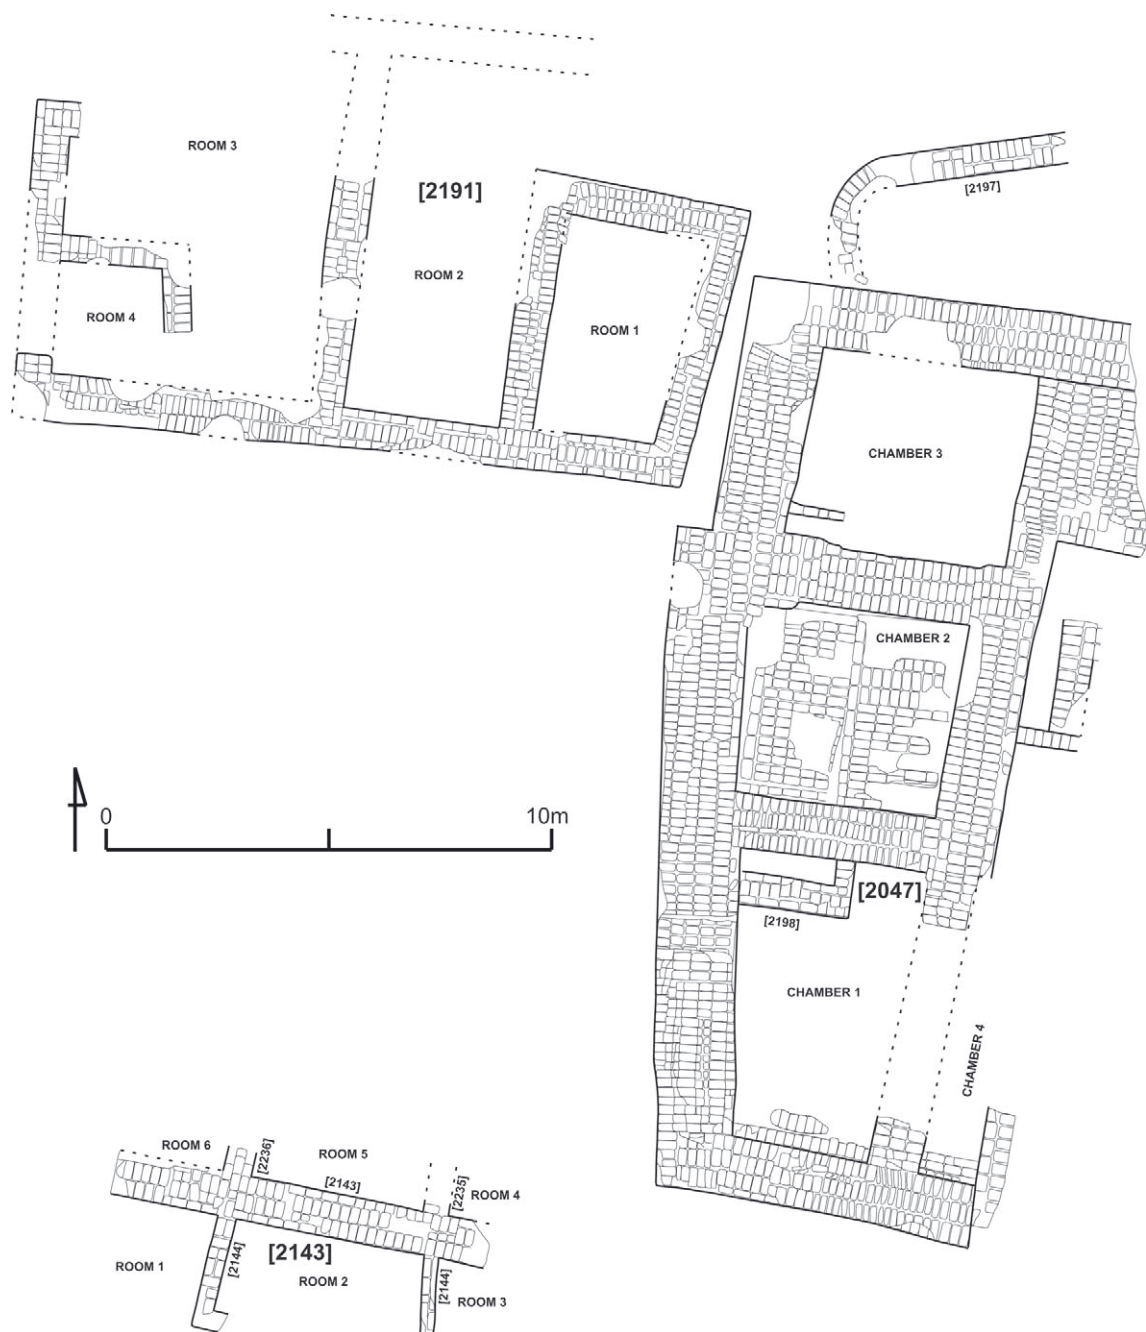 ROOM 3
[2191]
[2197]
ROOM 2
ROOM 4
ROOM 1
CHAMBER 3
CHAMBER 2
0
10m
[2047]
[2198]
CHAMBER 1
CHAMBER 4
ROOM 6
[2236]
ROOM 5
[2143]
[2235]
ROOM 4
[2144]
[2143]
ROOM 1
ROOM 2
[2144]
ROOM 3